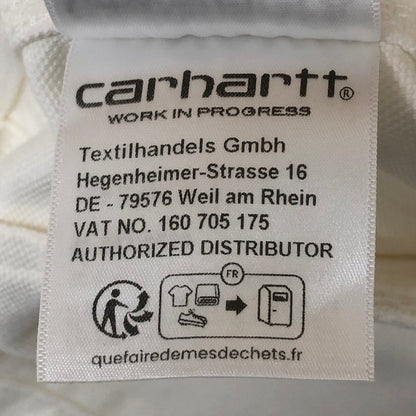 carhartt®
WORK IN PROGRESS
Textilhandels Gmbh
Hegenheimer-Strasse 16
DE - 79576 Weil am Rhein
VAT NO. 160 705 175
AUTHORIZED DISTRIBUTOR
FR
quefairedemesdechets.fr